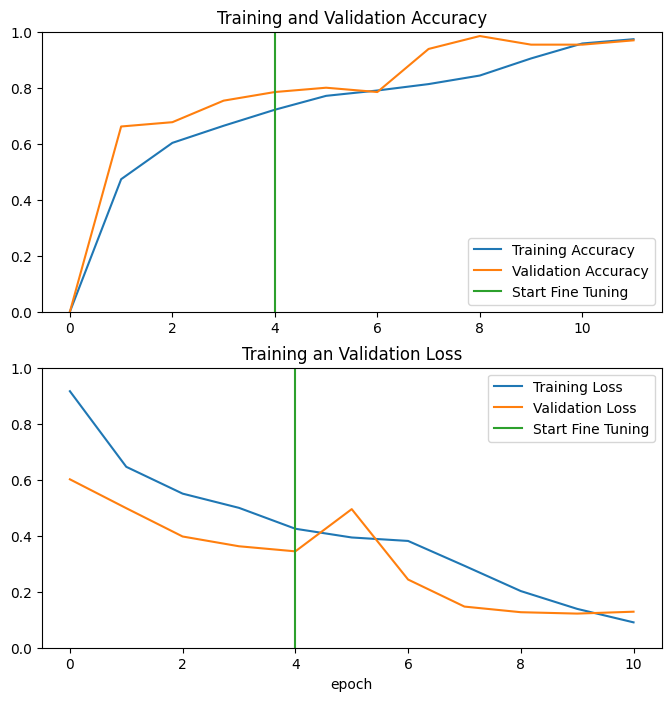 Training and Validation Accuracy
1.0
0.8
0.6
0.4
0.2
0.0
Training Accuracy
Validation Accuracy
Start Fine Tuning
0 2 4 6 8 10
Training an Validation Loss
1.0
0.8
0.6
0.4
0.2
0.0
Training Loss
Validation Loss
Start Fine Tuning
0 2 4 6 8 10
epoch